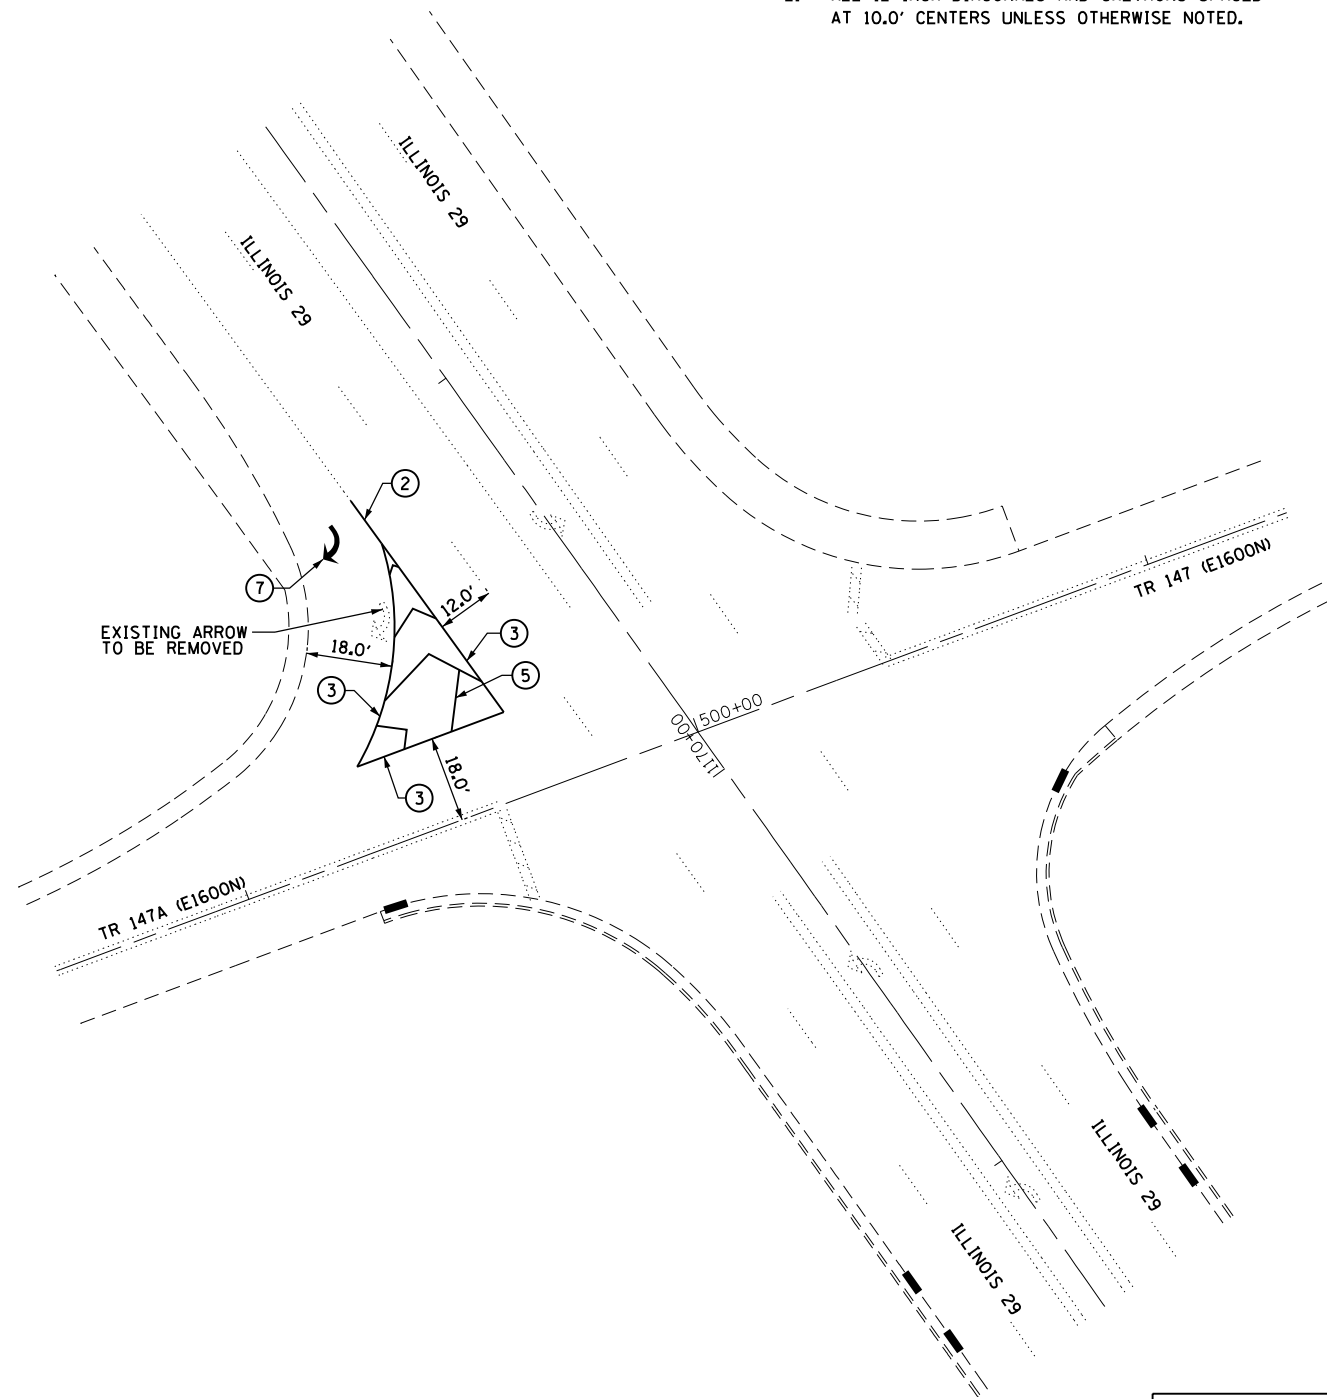 AT 10.0' CENTERS UNLESS OTHERWISE NOTED.
ILLINOIS 29
ILLINOIS 29
2
7
12.0'
TR 147 (E1600N)
EXISTING ARROW
TO BE REMOVED
18.0'
3
5
3
500+00
1170+00
18.0'
3
TR 147A (E1600N)
ILLINOIS 29
ILLINOIS 29